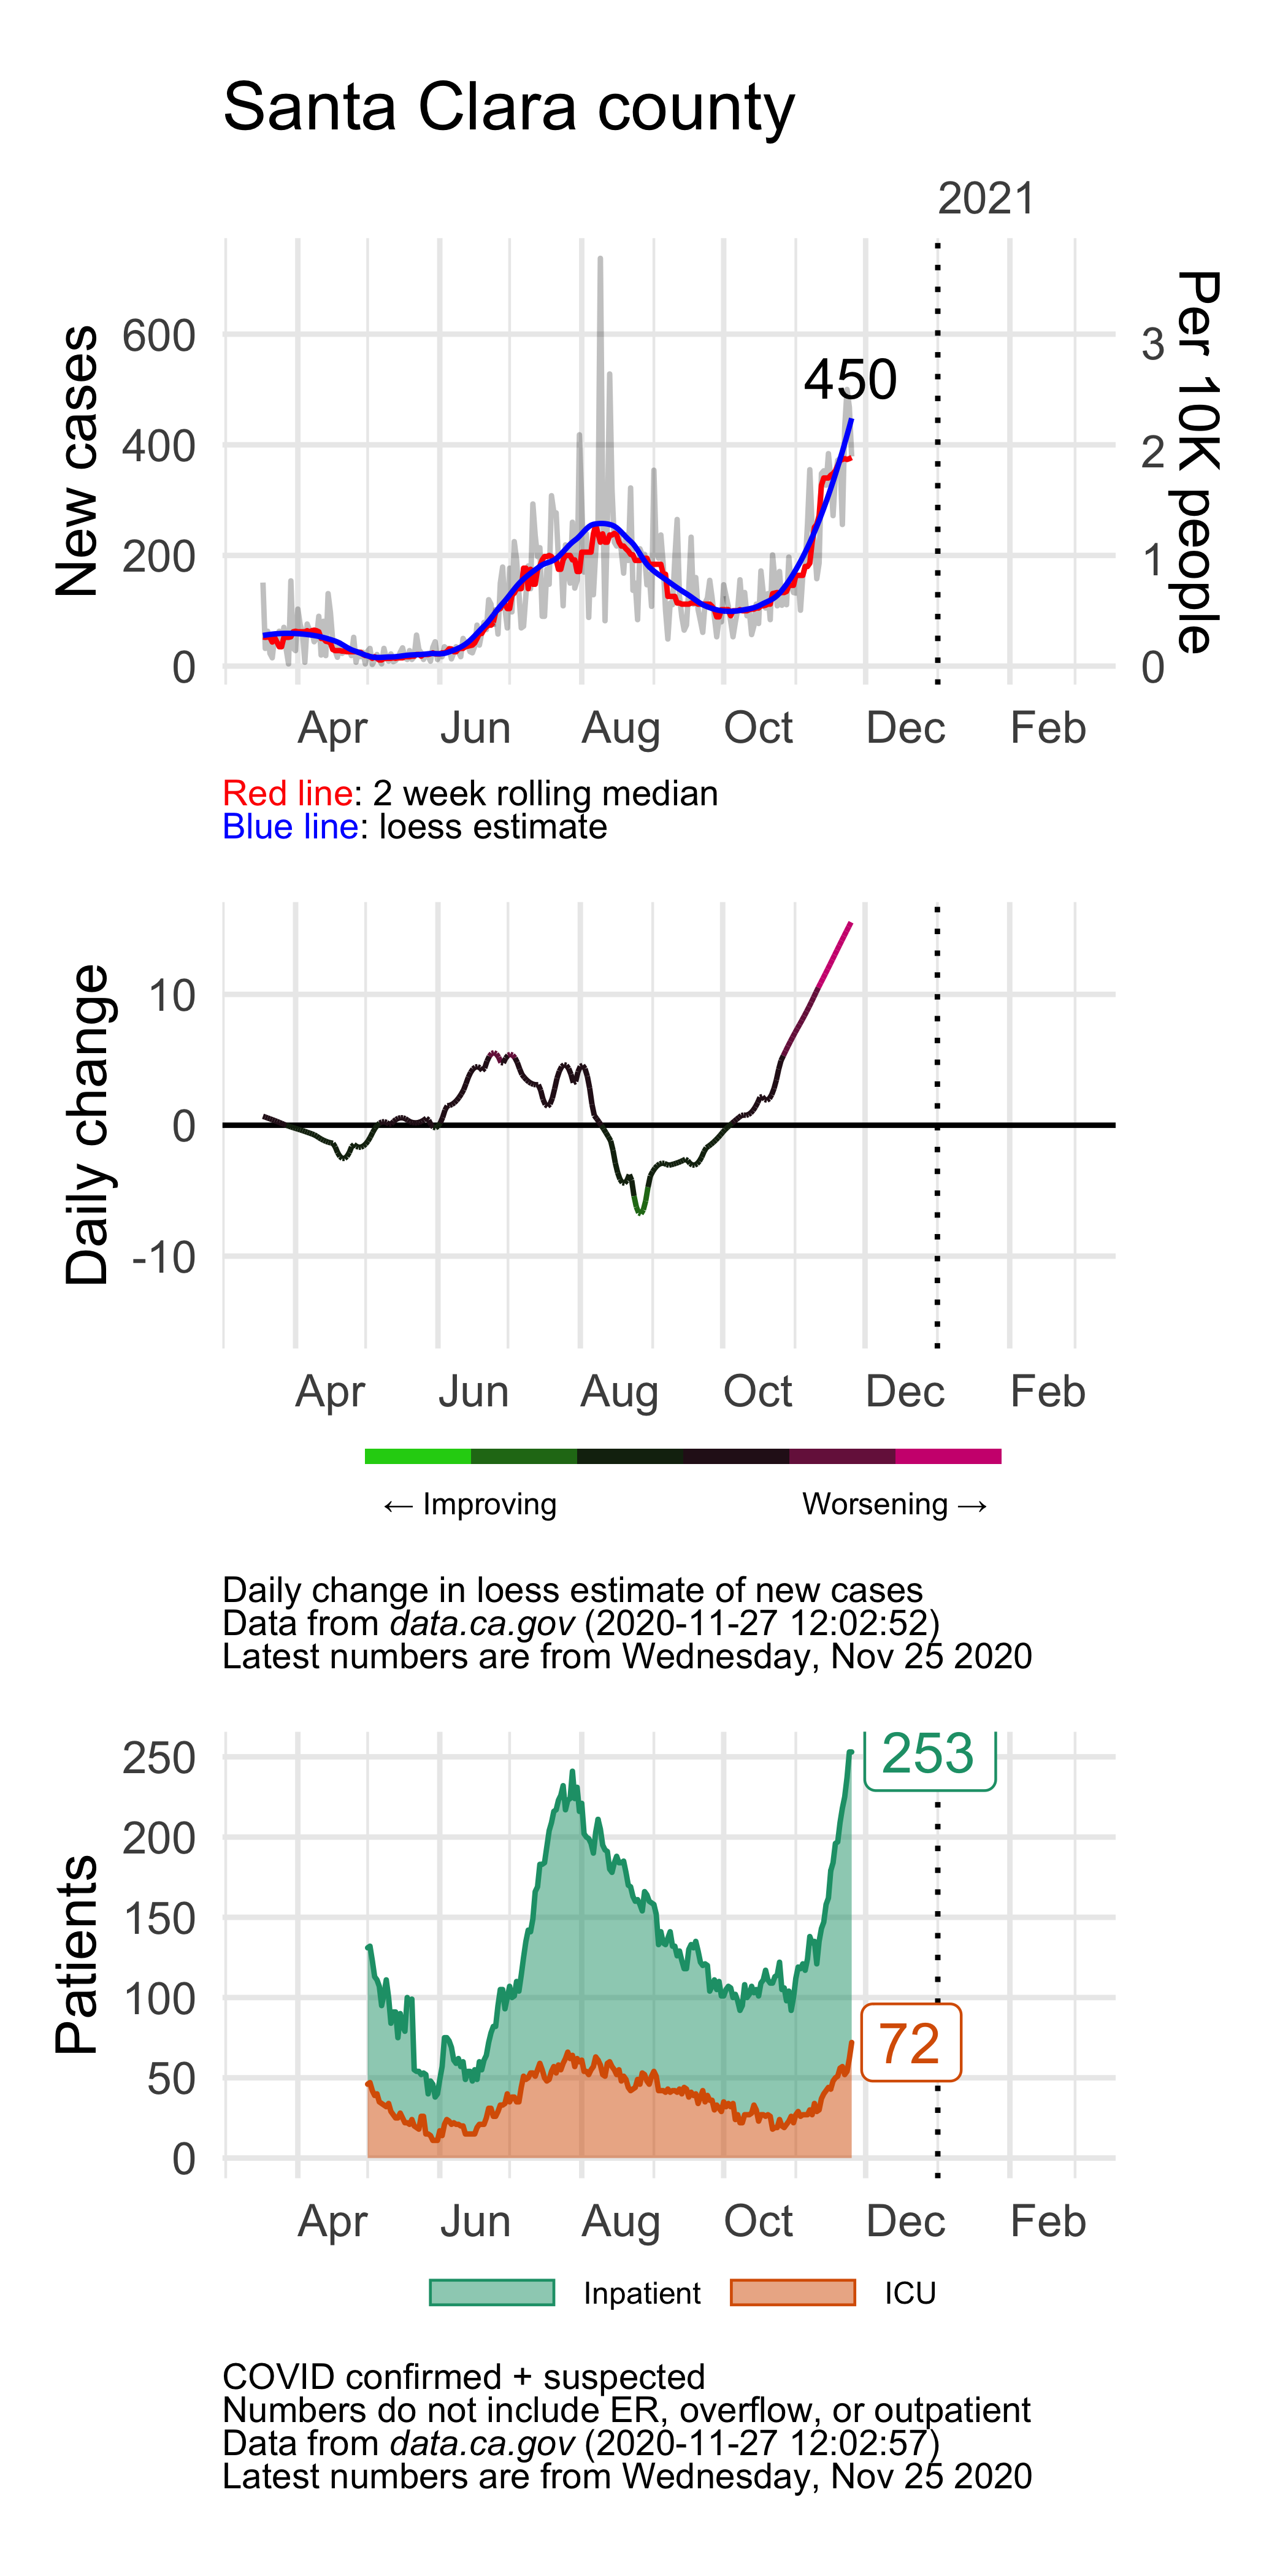 Santa Clara county
2021
New cases
600
400
200
0
450
3
2
1
0
Per 10K people
Apr Jun Aug Oct Dec Feb
Red line: 2 week rolling median
Blue line: loess estimate
Daily change
10
0
-10
Apr Jun Aug Oct Dec Feb
← Improving Worsening →
Daily change in loess estimate of new cases
Data from data.ca.gov (2020-11-27 12:02:52)
Latest numbers are from Wednesday, Nov 25 2020
Patients
250
200
150
100
50
0
253
72
Apr Jun Aug Oct Dec Feb
Inpatient ICU
COVID confirmed + suspected
Numbers do not include ER, overflow, or outpatient
Data from data.ca.gov (2020-11-27 12:02:57)
Latest numbers are from Wednesday, Nov 25 2020